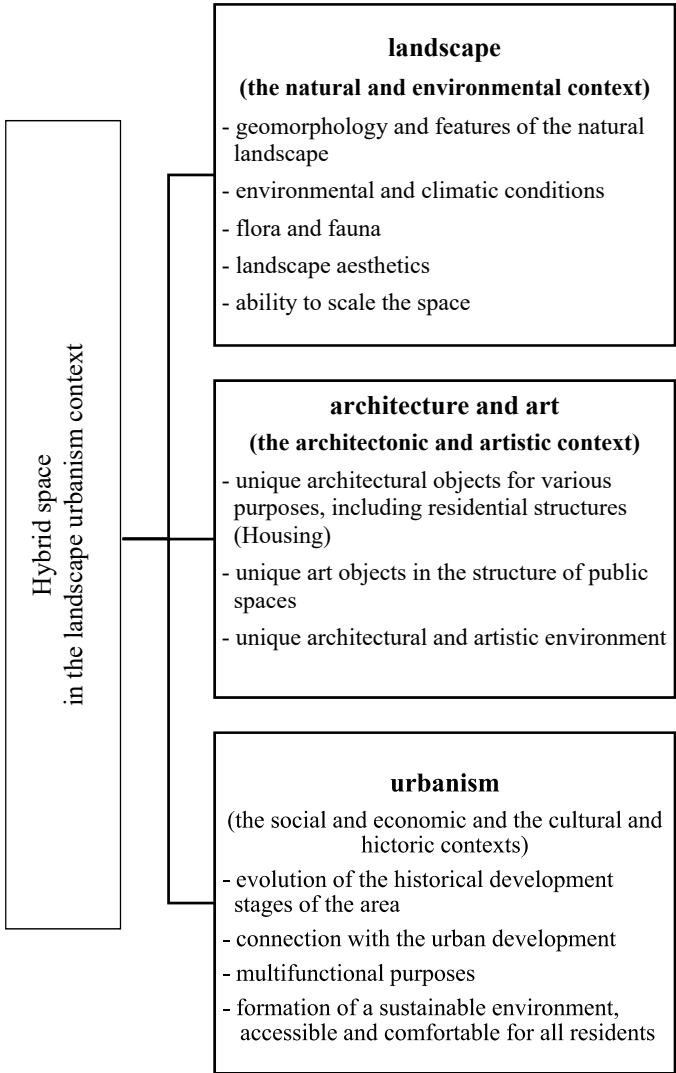 Hybrid space
in the landscape urbanism context
landscape
(the natural and environmental context)
- geomorphology and features of the natural
landscape
- environmental and climatic conditions
- flora and fauna
- landscape aesthetics
- ability to scale the space
architecture and art
(the architectonic and artistic context)
- unique architectural objects for various
purposes, including residential structures
(Housing)
- unique art objects in the structure of public
spaces
- unique architectural and artistic environment
urbanism
(the social and economic and the cultural and
hictoric contexts)
- evolution of the historical development
stages of the area
- connection with the urban development
- multifunctional purposes
- formation of a sustainable environment,
accessible and comfortable for all residents